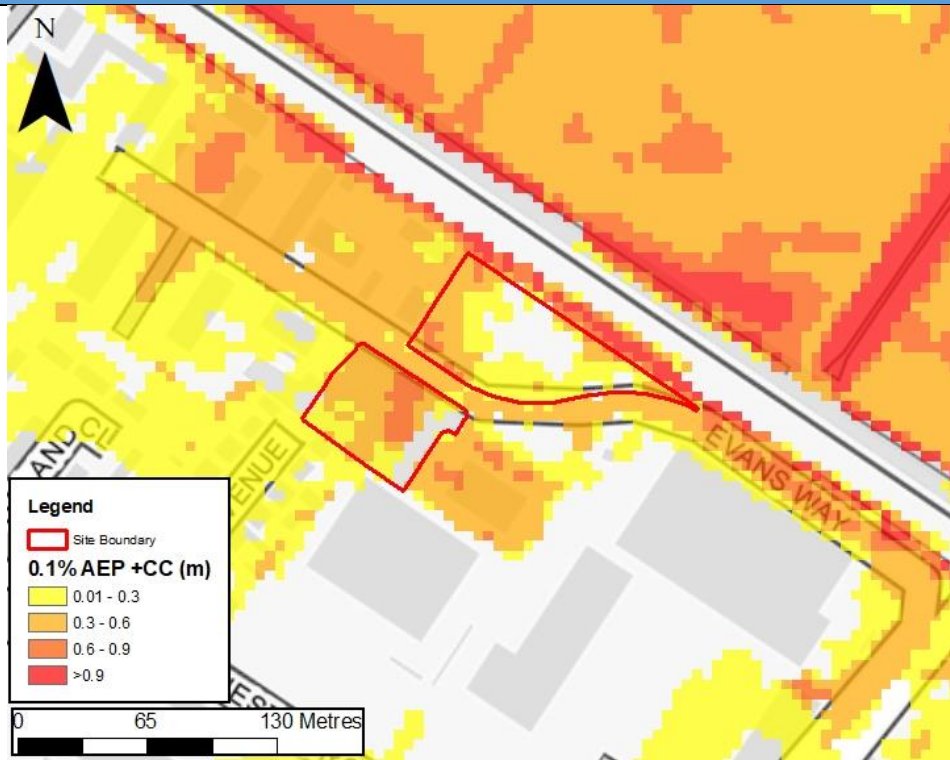 N
EVANS WAY
AND CL
ENUE
Legend
Site Boundary
0.1% AEP +CC (m)
0.01 - 0.3
0.3 - 0.6
0.6 - 0.9
>0.9
0 65 130 Metres